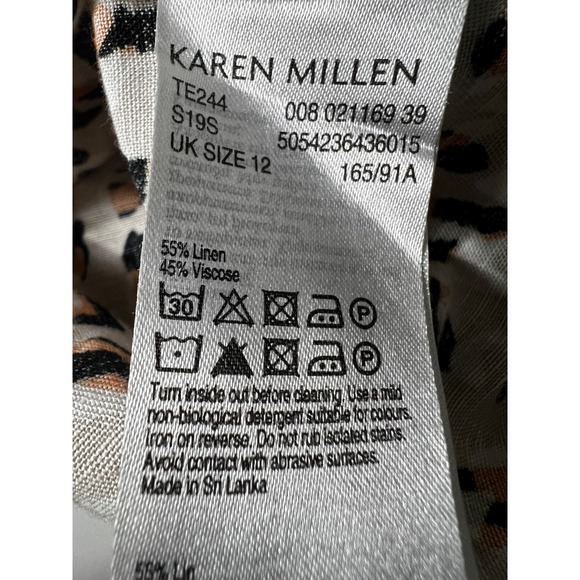 KAREN MILLEN
TE244 008 021169 39
S19S 5054236436015
UK SIZE 12 165/91A
55% Linen
45% Viscose
30 P
P
Turn inside out before cleaning. Use a mild
non-biological detergent suitable for colours.
Iron on reverse. Do not rub isolated stains.
Avoid contact with abrasive surfaces.
Made in Sri Lanka
55% Lin